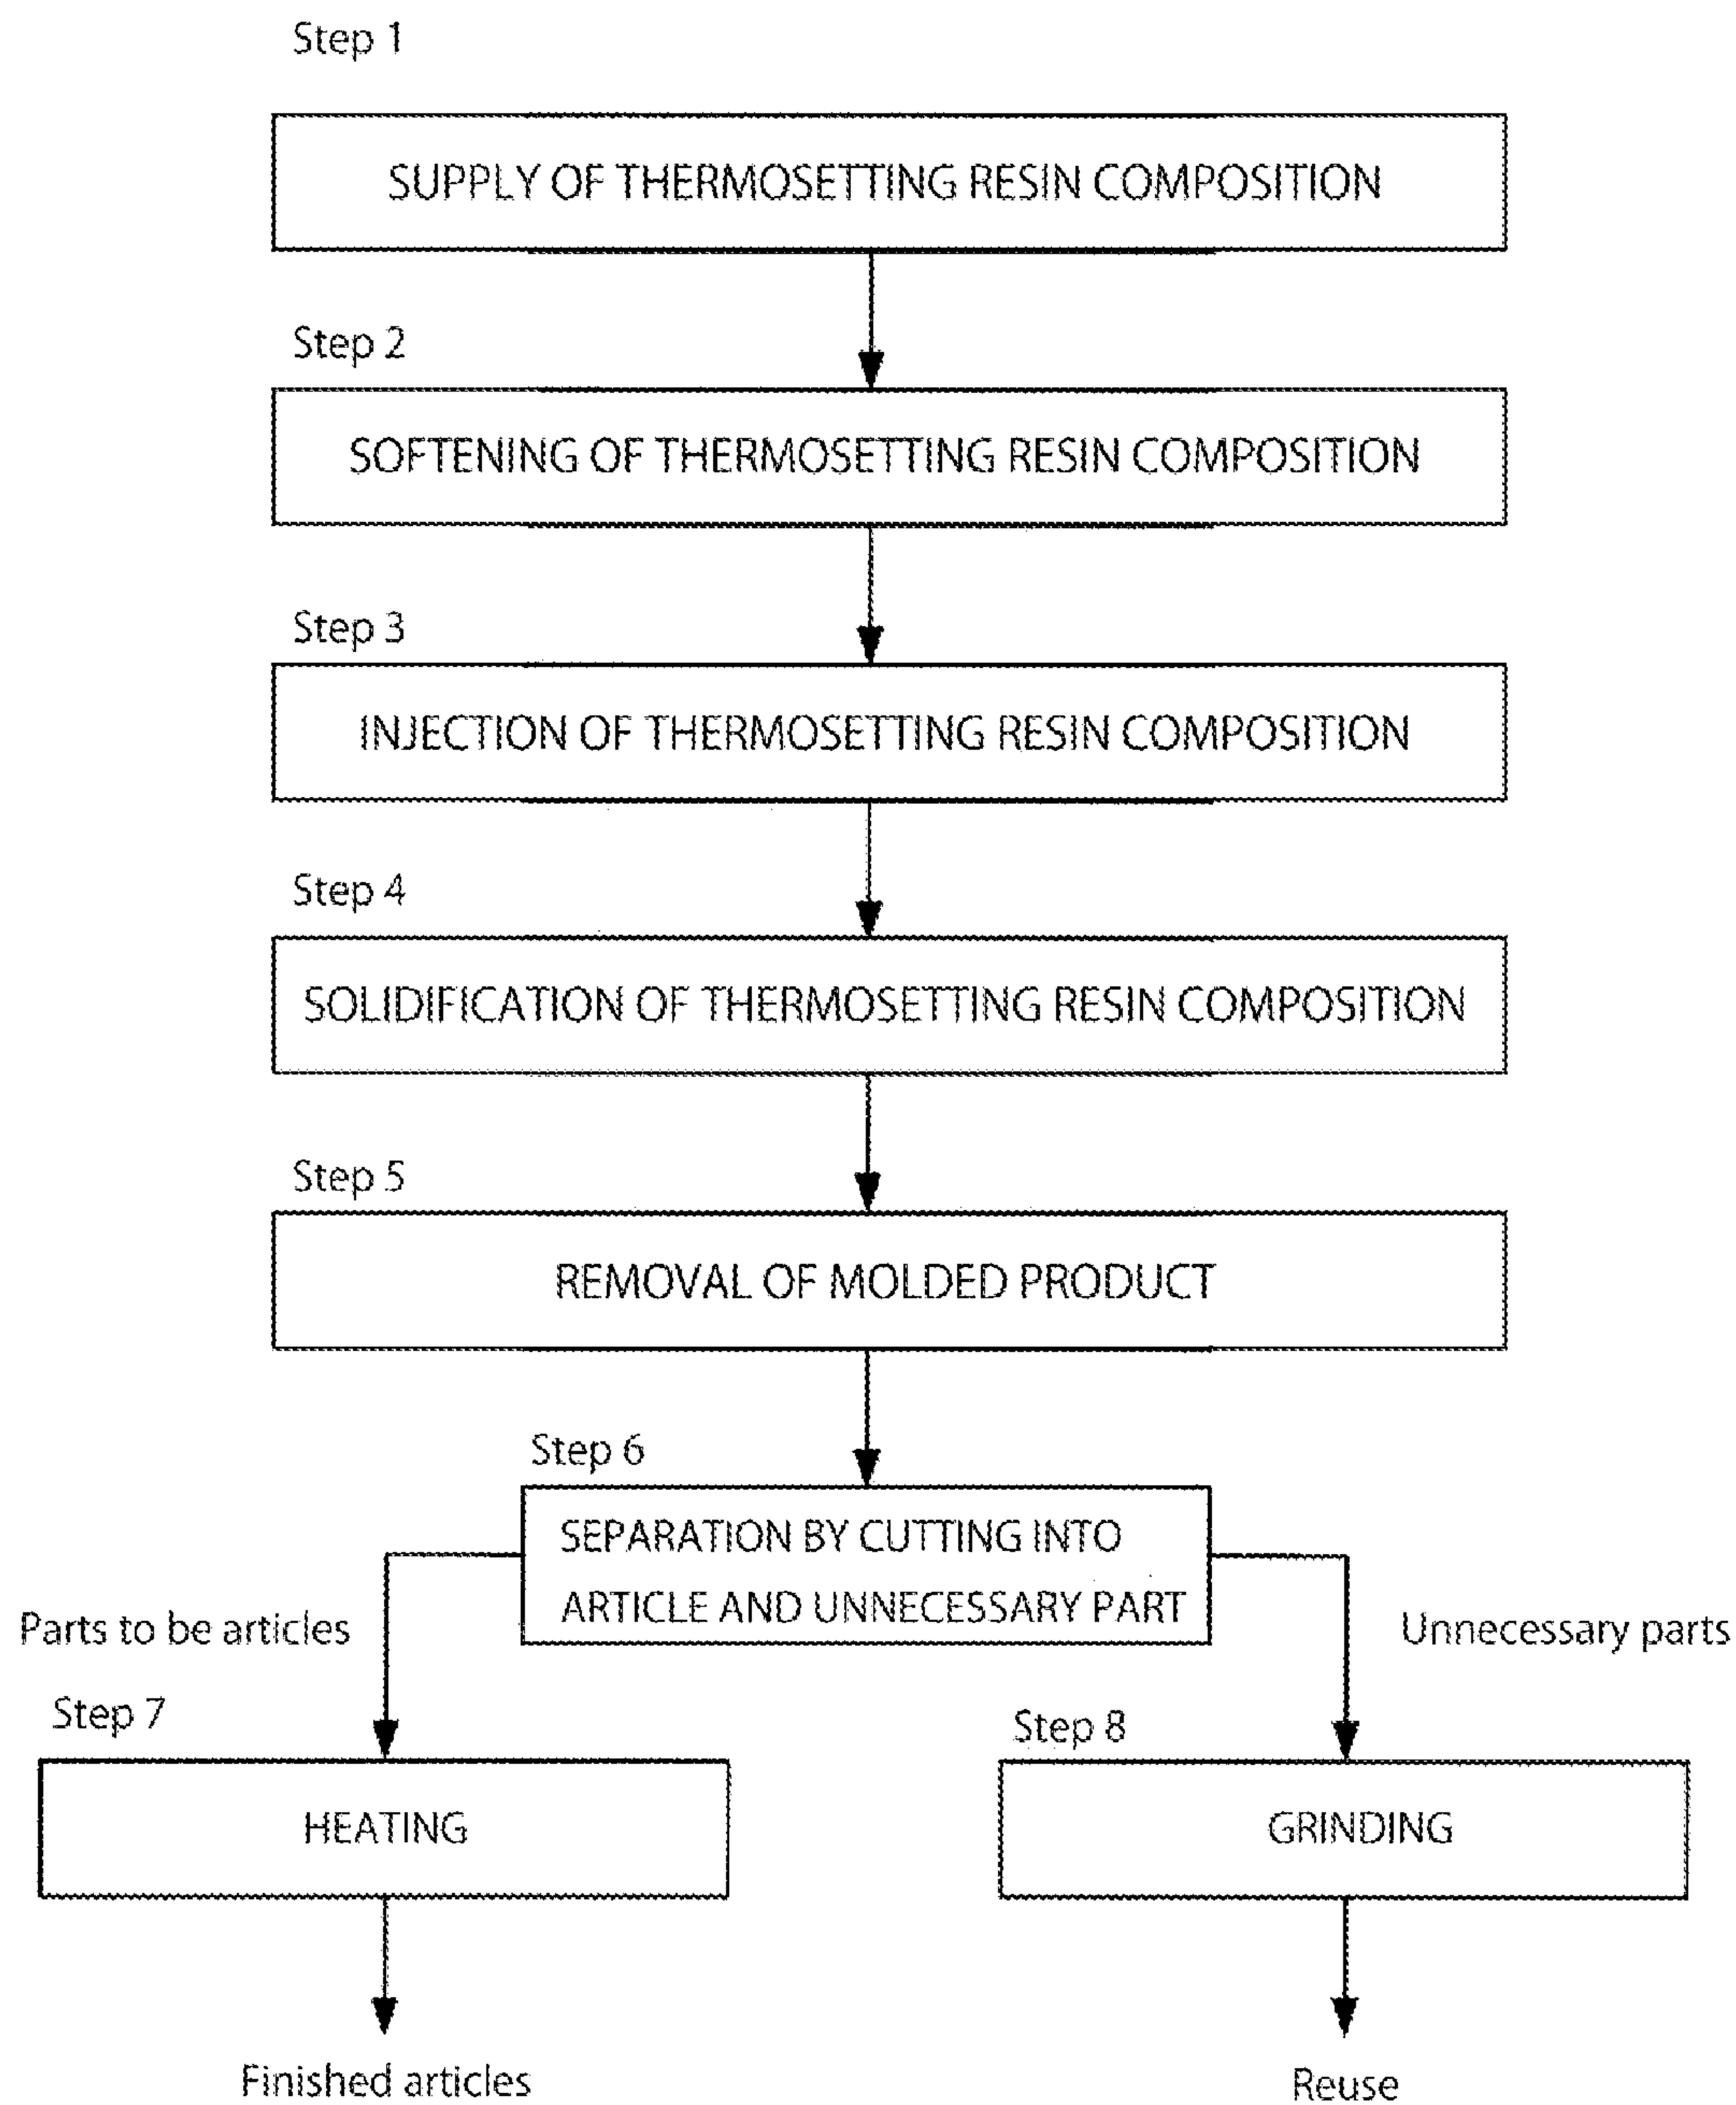 Step 1
SUPPLY OF THERMOSETTING RESIN COMPOSITION
Step 2
SOFTENING OF THERMOSETTING RESIN COMPOSITION
Step 3
INJECTION OF THERMOSETTING RESIN COMPOSITION
Step 4
SOLIDIFICATION OF THERMOSETTING RESIN COMPOSITION
Step 5
REMOVAL OF MOLDED PRODUCT
Step 6
SEPARATION BY CUTTING INTO
ARTICLE AND UNNECESSARY PART
Parts to be articles
Unnecessary parts
Step 7
Step 8
HEATING
GRINDING
Finished articles
Reuse